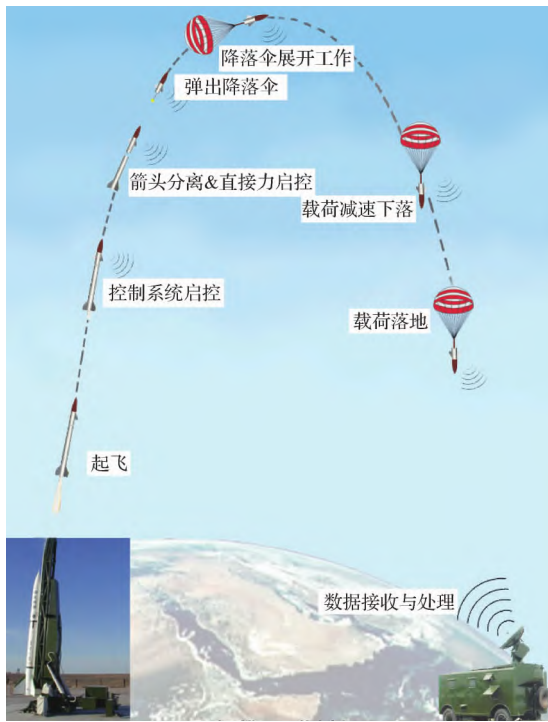 降落伞展开工作
弹出降落伞
箭头分离&直接力启控
载荷减速下落
控制系统启控
载荷落地
起飞
数据接收与处理